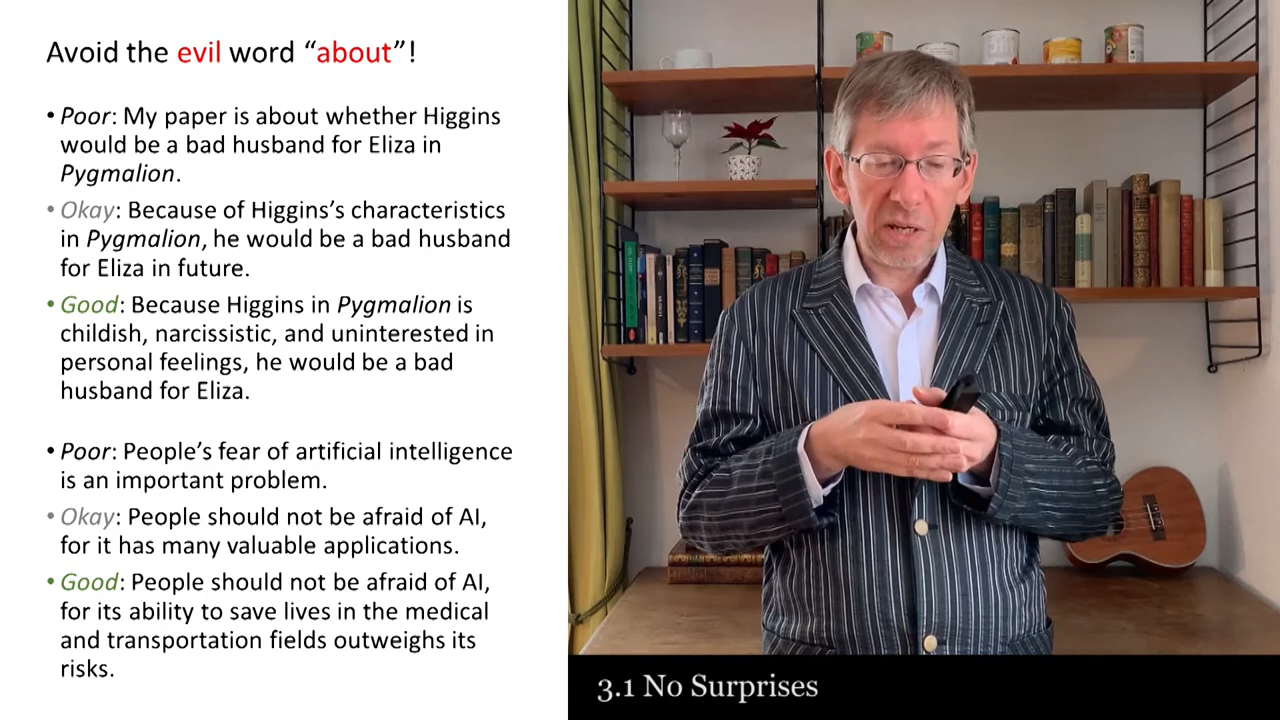 Avoid the evil word “about”!
• Poor: My paper is about whether Higgins
would be a bad husband for Eliza in
Pygmalion.
• Okay: Because of Higgins’s characteristics
in Pygmalion, he would be a bad husband
for Eliza in future.
• Good: Because Higgins in Pygmalion is
childish, narcissistic, and uninterested in
personal feelings, he would be a bad
husband for Eliza.
• Poor: People’s fear of artificial intelligence
is an important problem.
• Okay: People should not be afraid of AI,
for it has many valuable applications.
• Good: People should not be afraid of AI,
for its ability to save lives in the medical
and transportation fields outweighs its
risks.
3.1 No Surprises